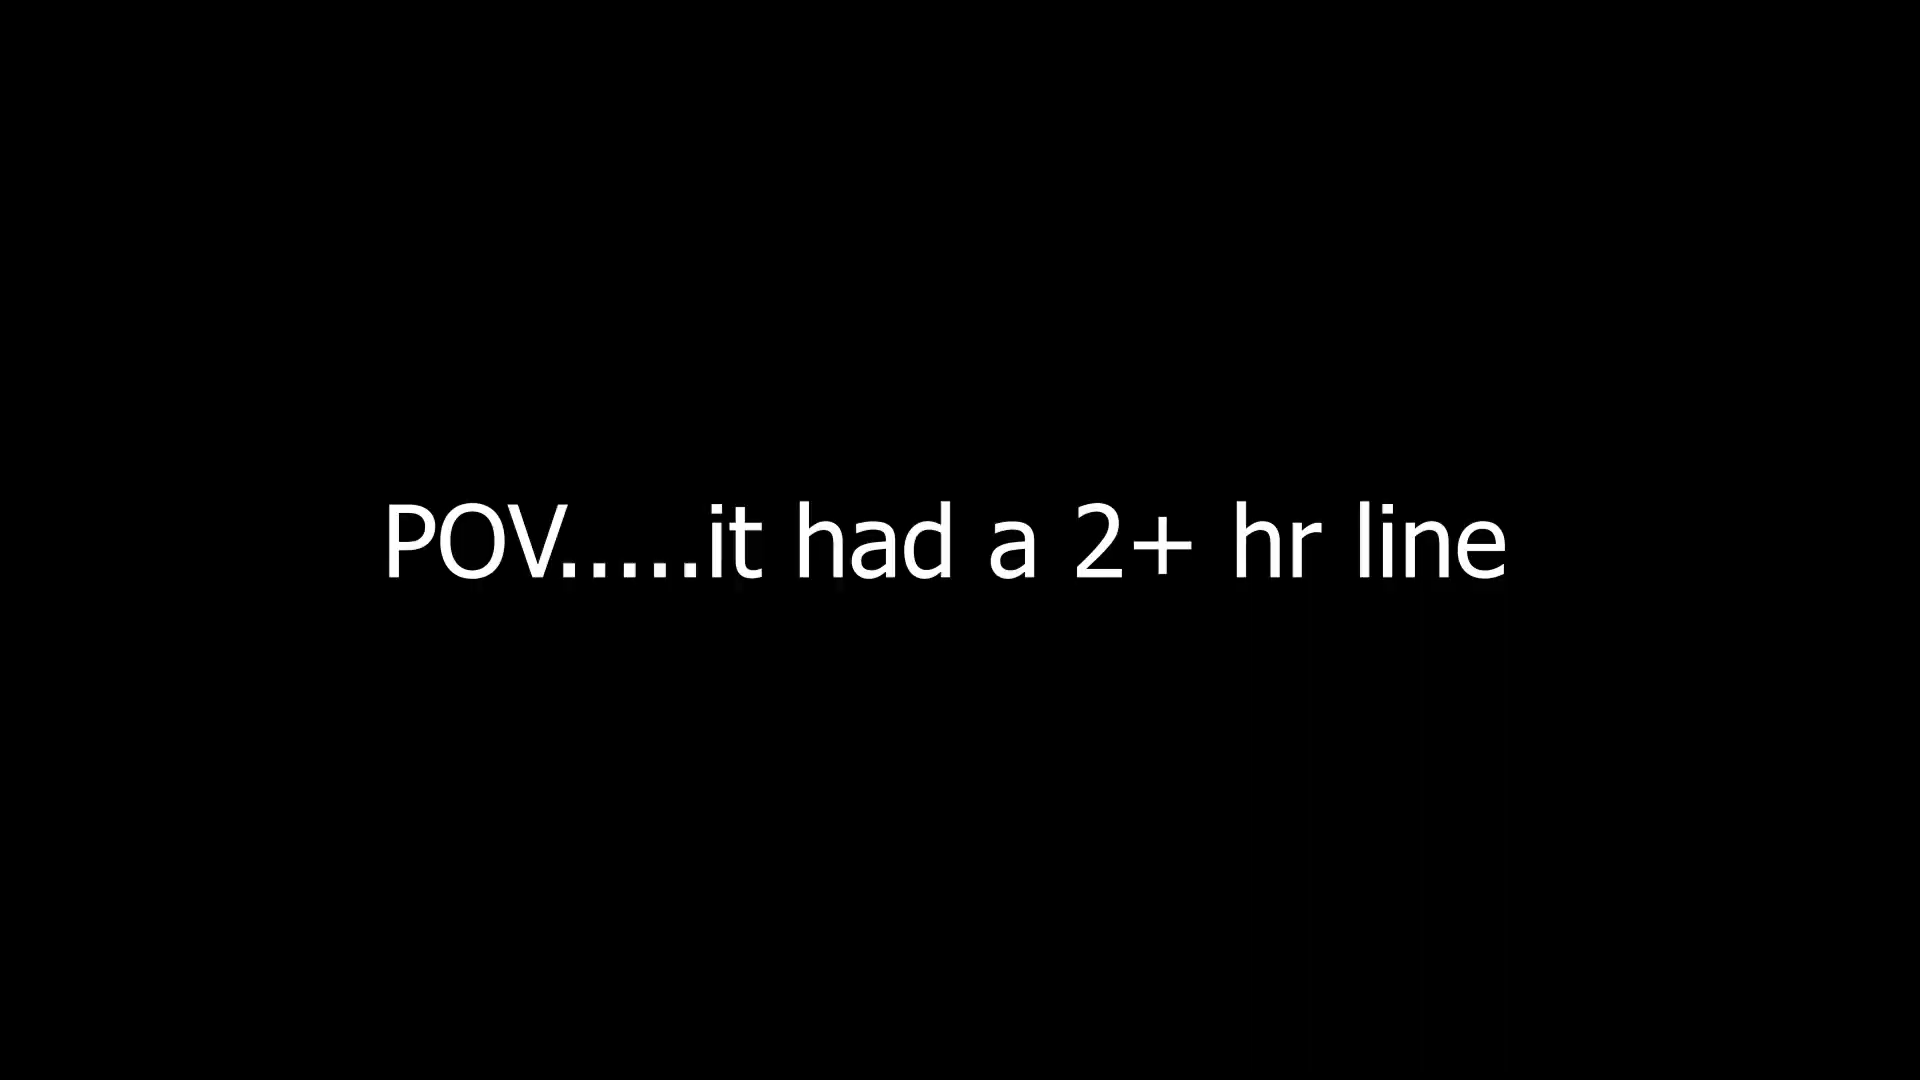 POV.....it had a 2+ hr line